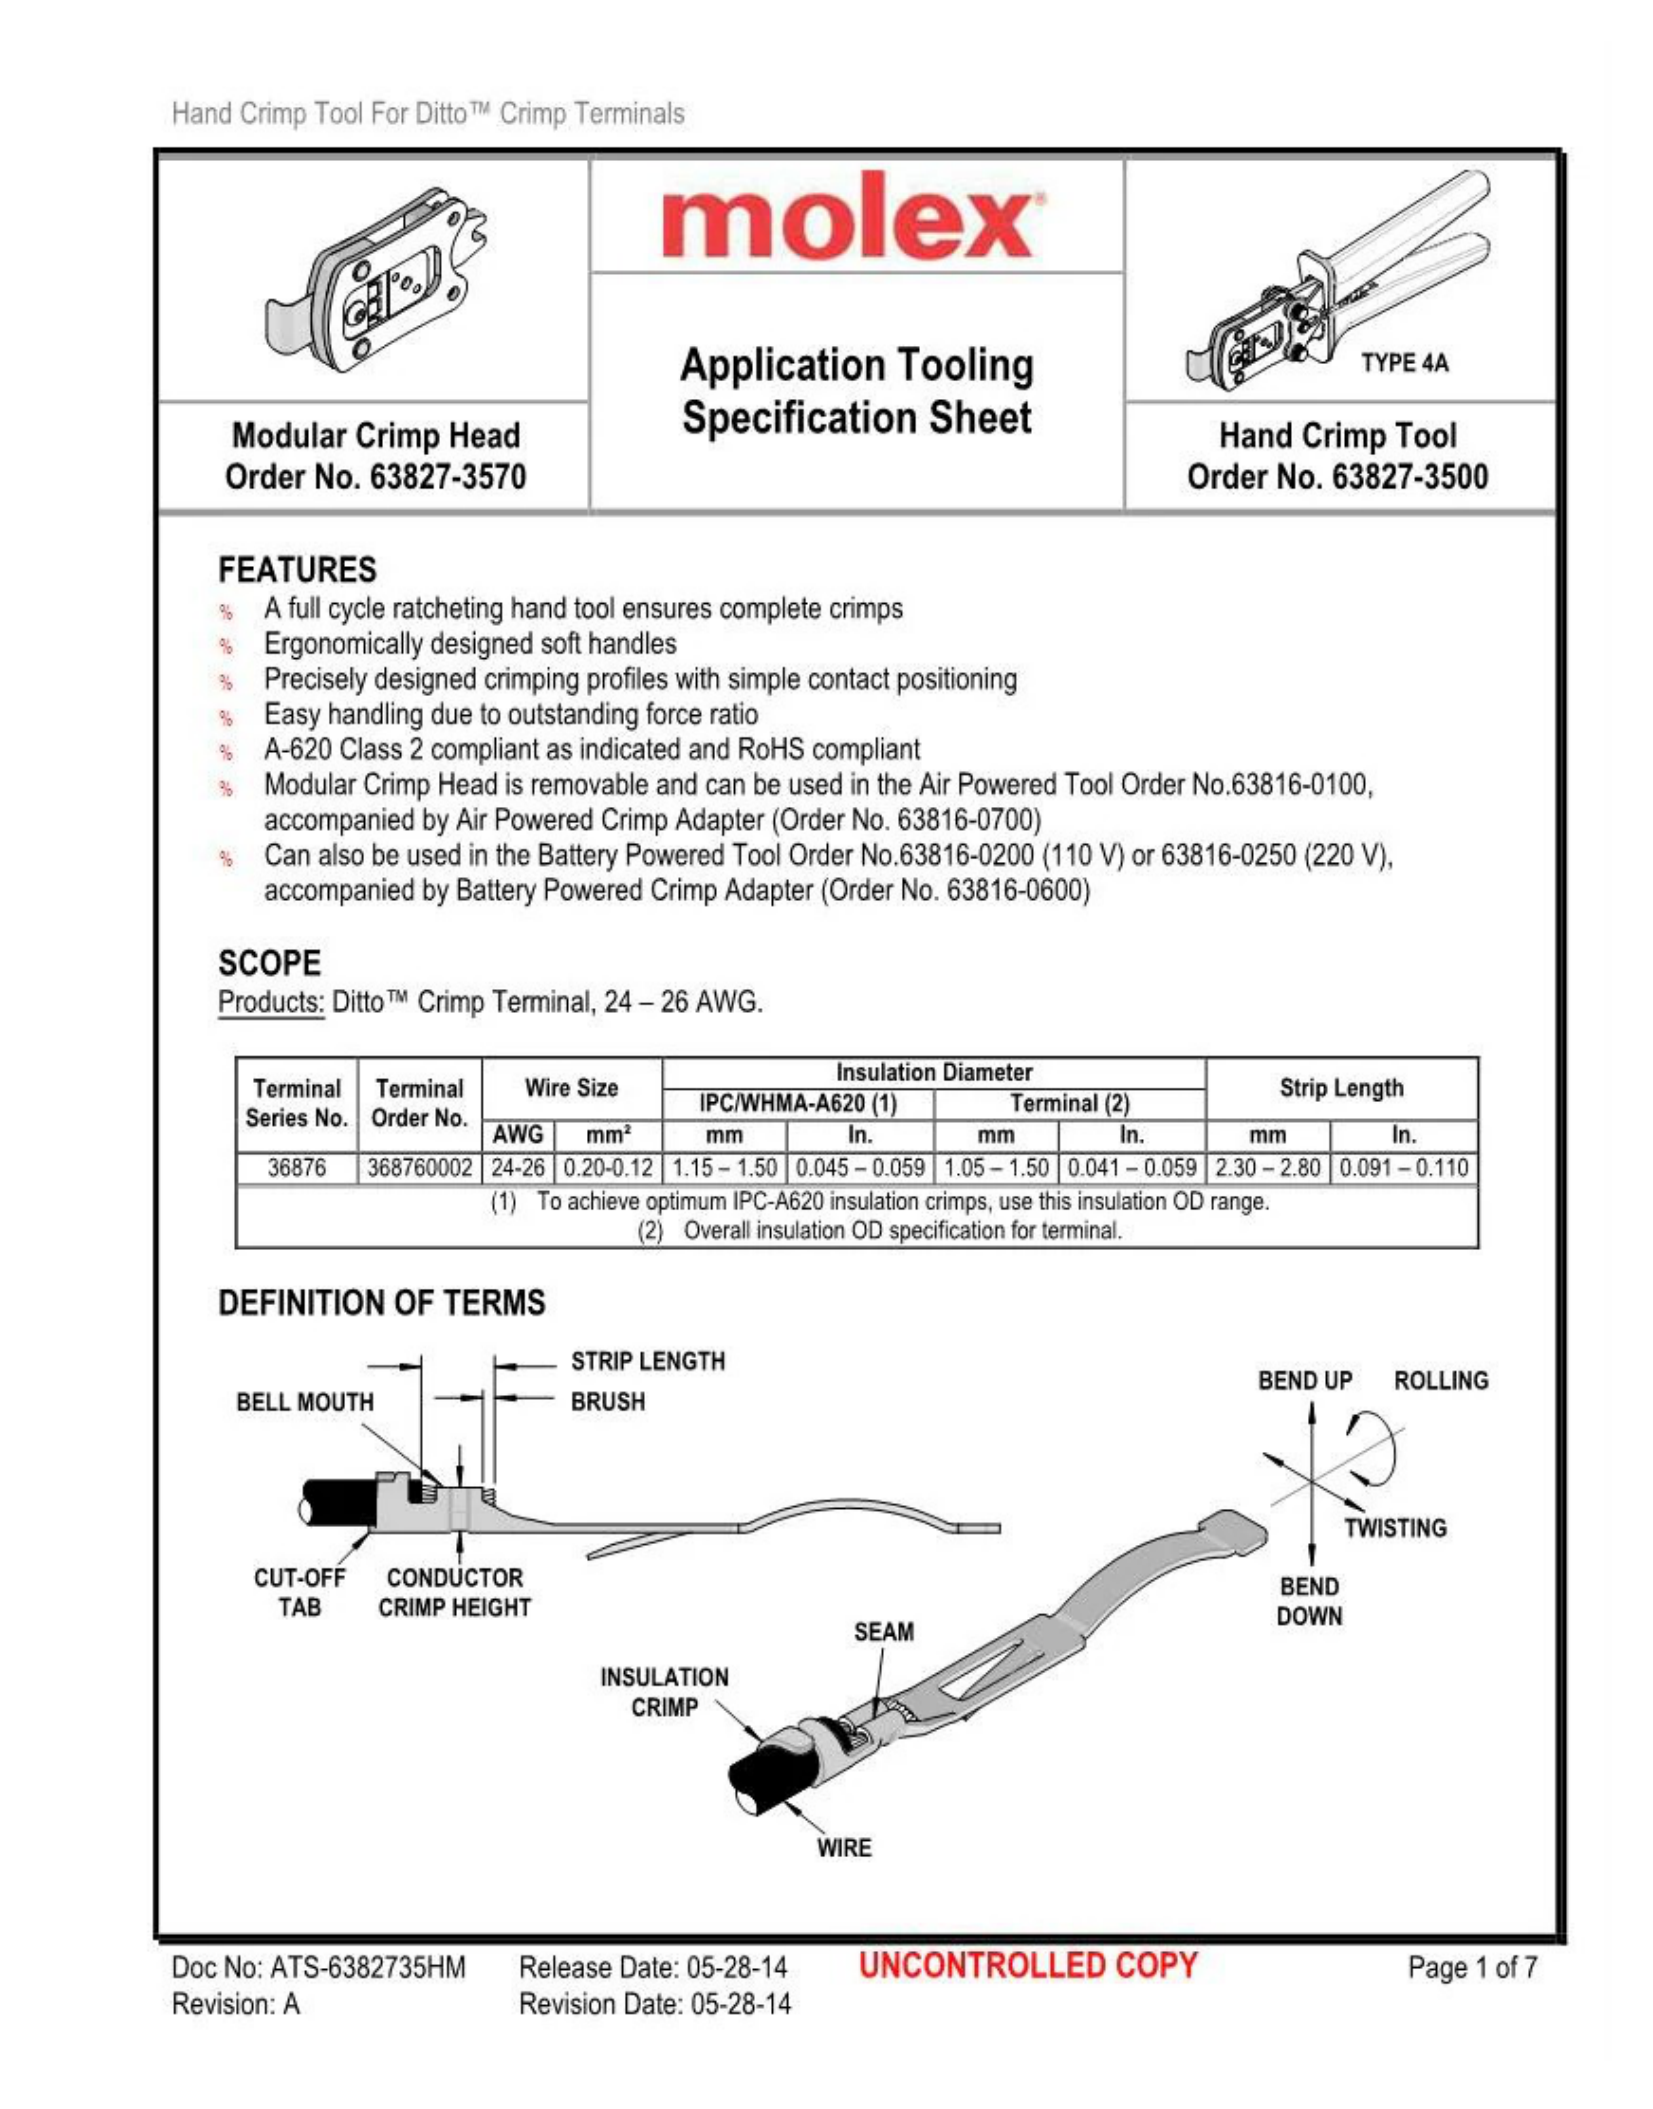 Hand Crimp Tool For Ditto™ Crimp Terminals
molex®
Application Tooling
Specification Sheet
TYPE 4A
Modular Crimp Head
Order No. 63827-3570
Hand Crimp Tool
Order No. 63827-3500
FEATURES
% A full cycle ratcheting hand tool ensures complete crimps
% Ergonomically designed soft handles
% Precisely designed crimping profiles with simple contact positioning
% Easy handling due to outstanding force ratio
% A-620 Class 2 compliant as indicated and RoHS compliant
% Modular Crimp Head is removable and can be used in the Air Powered Tool Order No.63816-0100,
accompanied by Air Powered Crimp Adapter (Order No. 63816-0700)
% Can also be used in the Battery Powered Tool Order No.63816-0200 (110 V) or 63816-0250 (220 V),
accompanied by Battery Powered Crimp Adapter (Order No. 63816-0600)
SCOPE
Products: Ditto™ Crimp Terminal, 24 – 26 AWG.
Terminal Series No. Terminal Order No. Wire Size Insulation Diameter Strip Length
IPC/WHMA-A620 (1) Terminal (2)
AWG mm² mm In. mm In. mm In.
36876 368760002 24-26 0.20-0.12 1.15 – 1.50 0.045 – 0.059 1.05 – 1.50 0.041 – 0.059 2.30 – 2.80 0.091 – 0.110
(1) To achieve optimum IPC-A620 insulation crimps, use this insulation OD range.
(2) Overall insulation OD specification for terminal.
DEFINITION OF TERMS
STRIP LENGTH
BELL MOUTH
BRUSH
BEND UP
ROLLING
TWISTING
CUT-OFF
TAB
CONDUCTOR
CRIMP HEIGHT
BEND
DOWN
SEAM
INSULATION
CRIMP
WIRE
Doc No: ATS-6382735HM Release Date: 05-28-14 UNCONTROLLED COPY Page 1 of 7
Revision: A Revision Date: 05-28-14